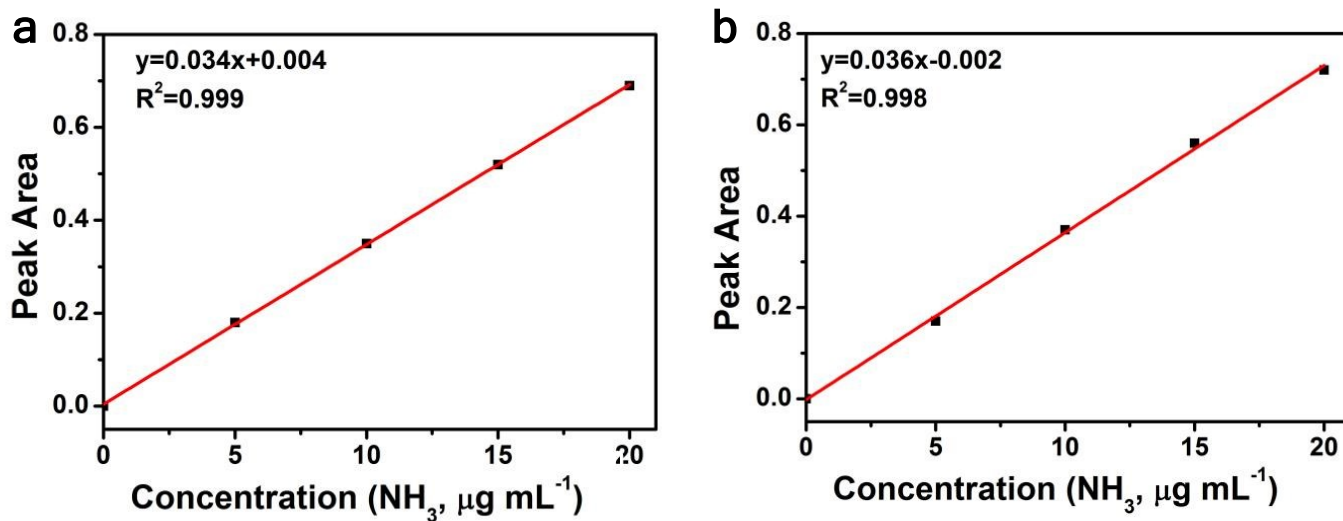 a
y=0.034x+0.004
R²=0.999
0.8
0.6
0.4
0.2
0.0
Peak Area
0 5 10 15 20
Concentration (NH₃, μg mL⁻¹)
b
y=0.036x-0.002
R²=0.998
0.8
0.6
0.4
0.2
0.0
Peak Area
0 5 10 15 20
Concentration (NH₃, μg mL⁻¹)